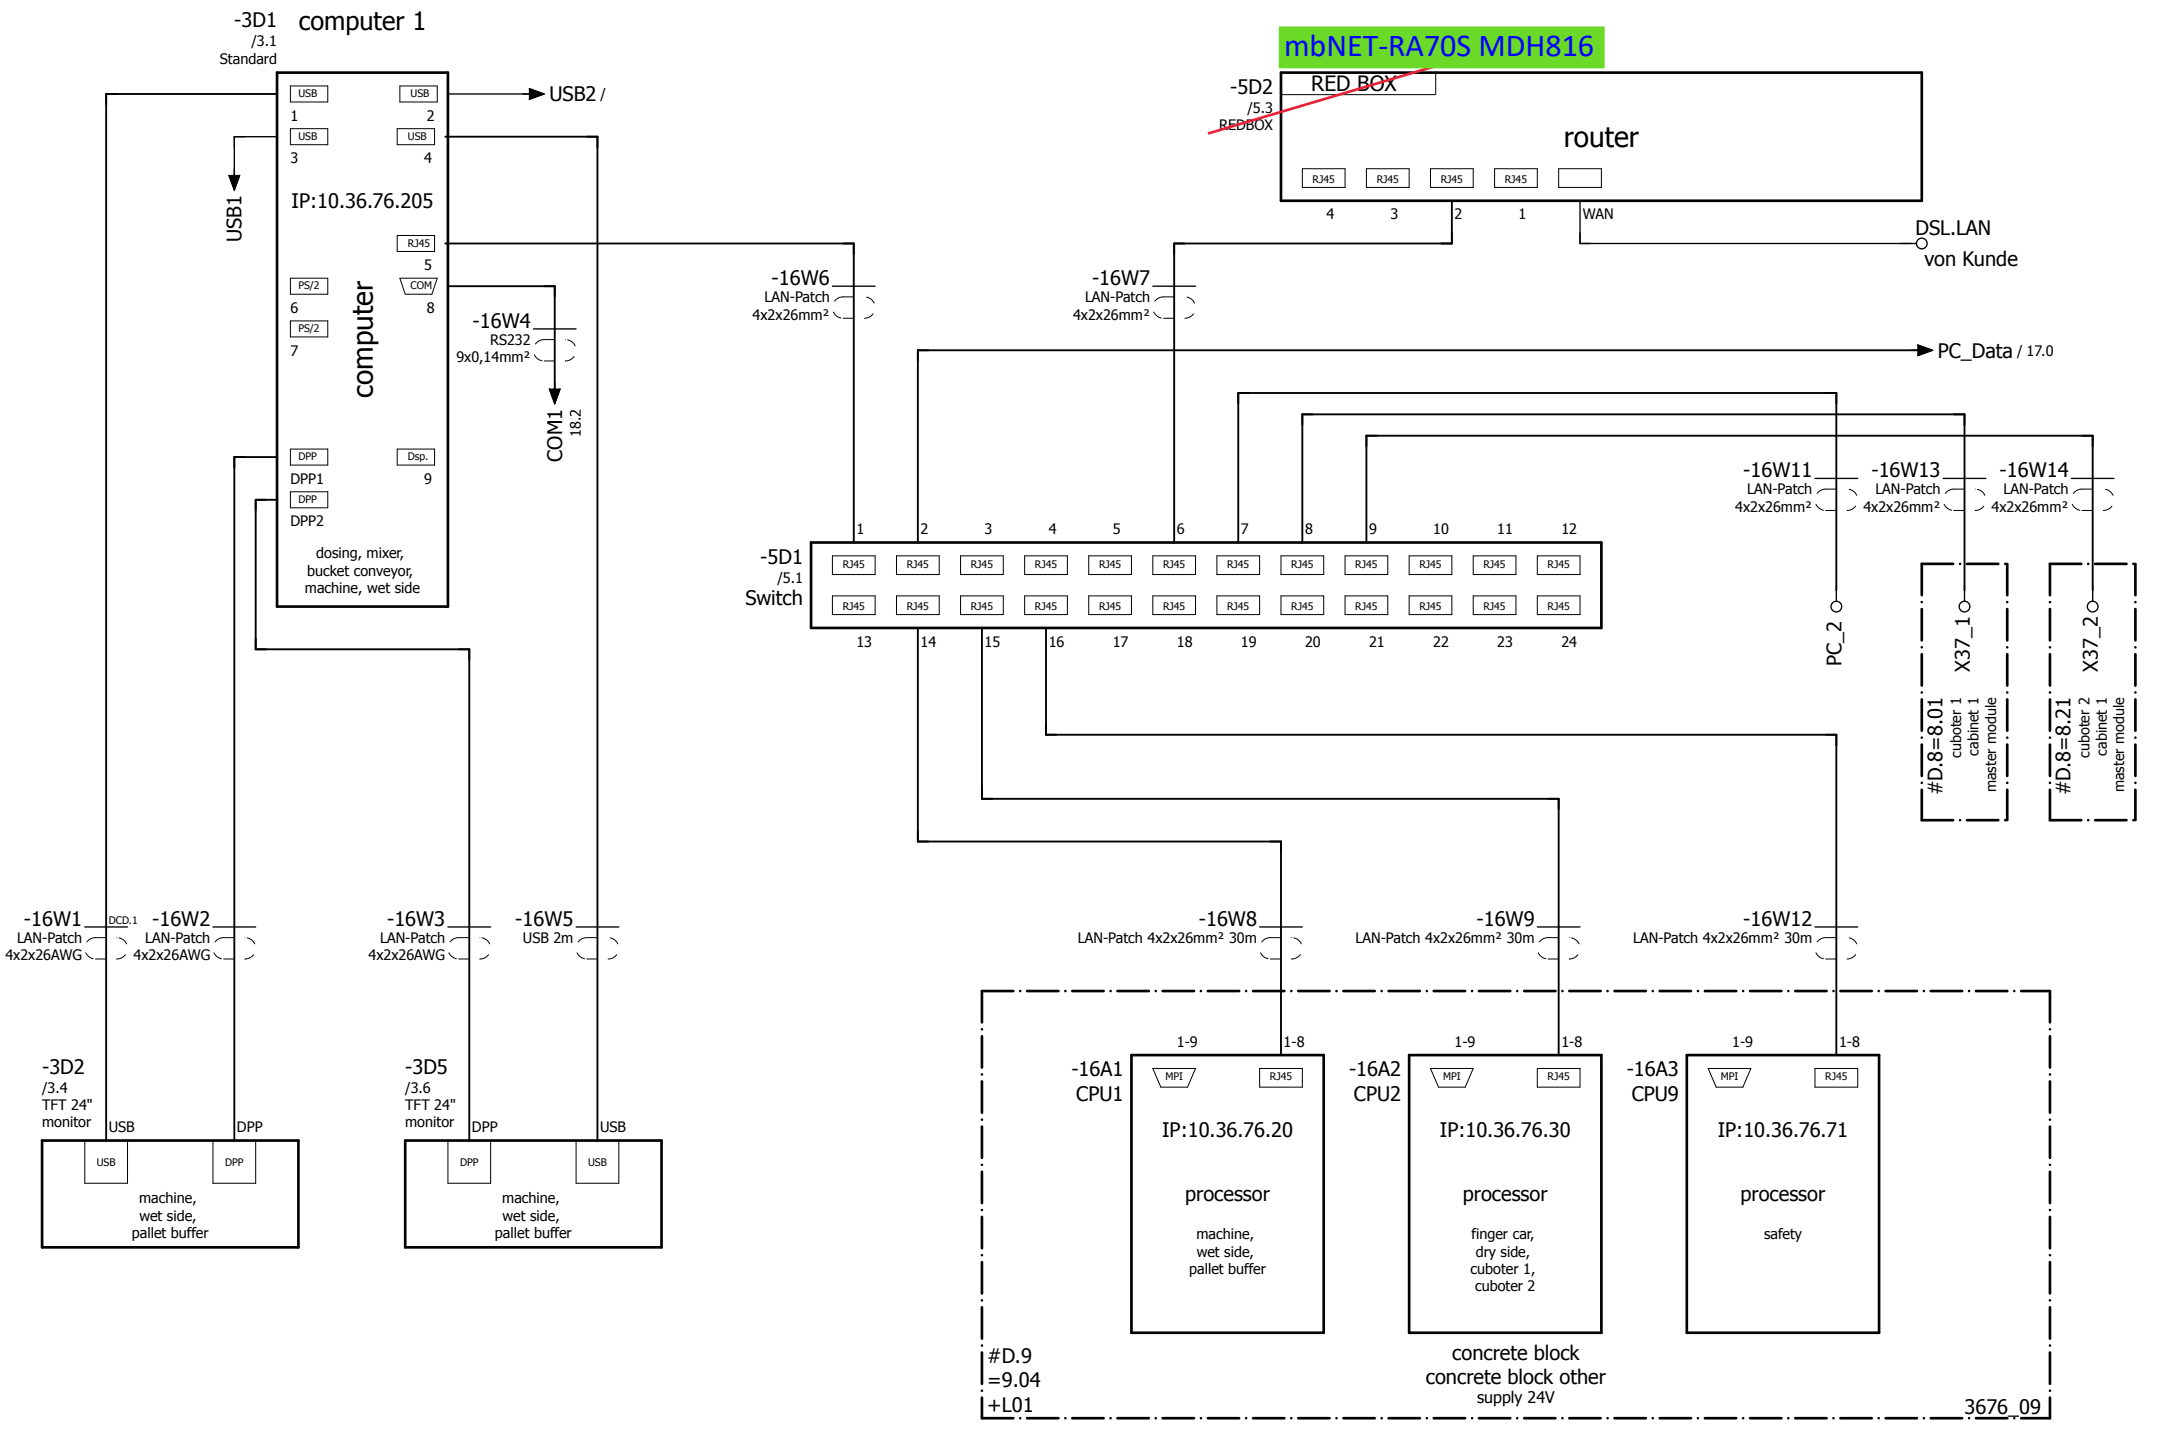 -3D1
computer 1
/3.1
Standard
USB
USB
1
2
USB2 /
USB
USB
3
4
USB1
IP:10.36.76.205
RJ45
5
PS/2
COM
6
8
PS/2
7
computer
-16W4
RS232
9x0,14mm²
COM1
18.2
DPP
Dsp.
DPP1
9
DPP
DPP2
dosing, mixer,
bucket conveyor,
machine, wet side
mbNET-RA70S MDH816
-5D2
RED BOX
/5.3
REDBOX
router
RJ45
RJ45
RJ45
RJ45
4
3
2
1
WAN
DSL.LAN
von Kunde
-16W6
LAN-Patch
4x2x26mm²
-16W7
LAN-Patch
4x2x26mm²
PC_Data / 17.0
-16W11
LAN-Patch
4x2x26mm²
-16W13
LAN-Patch
4x2x26mm²
-16W14
LAN-Patch
4x2x26mm²
1 2 3 4 5 6 7 8 9 10 11 12
-5D1
/5.1
Switch
RJ45 RJ45 RJ45 RJ45 RJ45 RJ45 RJ45 RJ45 RJ45 RJ45 RJ45 RJ45
RJ45 RJ45 RJ45 RJ45 RJ45 RJ45 RJ45 RJ45 RJ45 RJ45 RJ45 RJ45
13 14 15 16 17 18 19 20 21 22 23 24
PC_2
X37_1
#D.8=8.01
cuboter 1
cabinet 1
master module
X37_2
#D.8=8.21
cuboter 2
cabinet 1
master module
-16W1
DCD.1
LAN-Patch
4x2x26AWG
-16W2
LAN-Patch
4x2x26AWG
-16W3
LAN-Patch
4x2x26AWG
-16W5
USB 2m
-16W8
LAN-Patch 4x2x26mm² 30m
-16W9
LAN-Patch 4x2x26mm² 30m
-16W12
LAN-Patch 4x2x26mm² 30m
-3D2
/3.4
TFT 24"
monitor
USB
DPP
USB
DPP
machine,
wet side,
pallet buffer
-3D5
/3.6
TFT 24"
monitor
DPP
USB
DPP
USB
machine,
wet side,
pallet buffer
1-9
1-8
-16A1
CPU1
MPI
RJ45
IP:10.36.76.20
processor
machine,
wet side,
pallet buffer
1-9
1-8
-16A2
CPU2
MPI
RJ45
IP:10.36.76.30
processor
finger car,
dry side,
cuboter 1,
cuboter 2
1-9
1-8
-16A3
CPU9
MPI
RJ45
IP:10.36.76.71
processor
safety
concrete block
concrete block other
supply 24V
#D.9
=9.04
+L01
3676_09